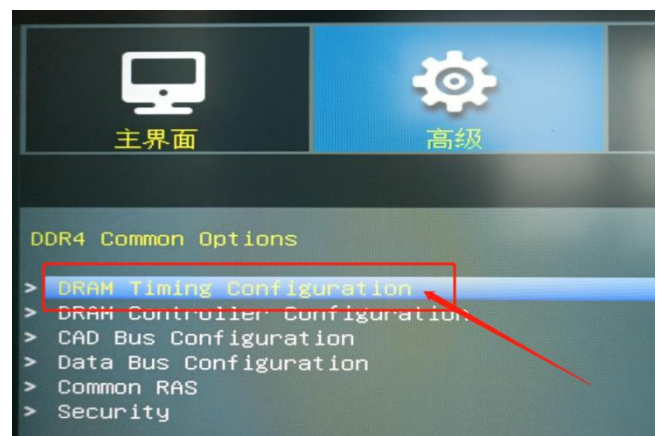 主界面
高级
DDR4 Common Options
> DRAM Timing Configuration
> DRAM Controller Configuration
> CAD Bus Configuration
> Data Bus Configuration
> Common RAS
> Security